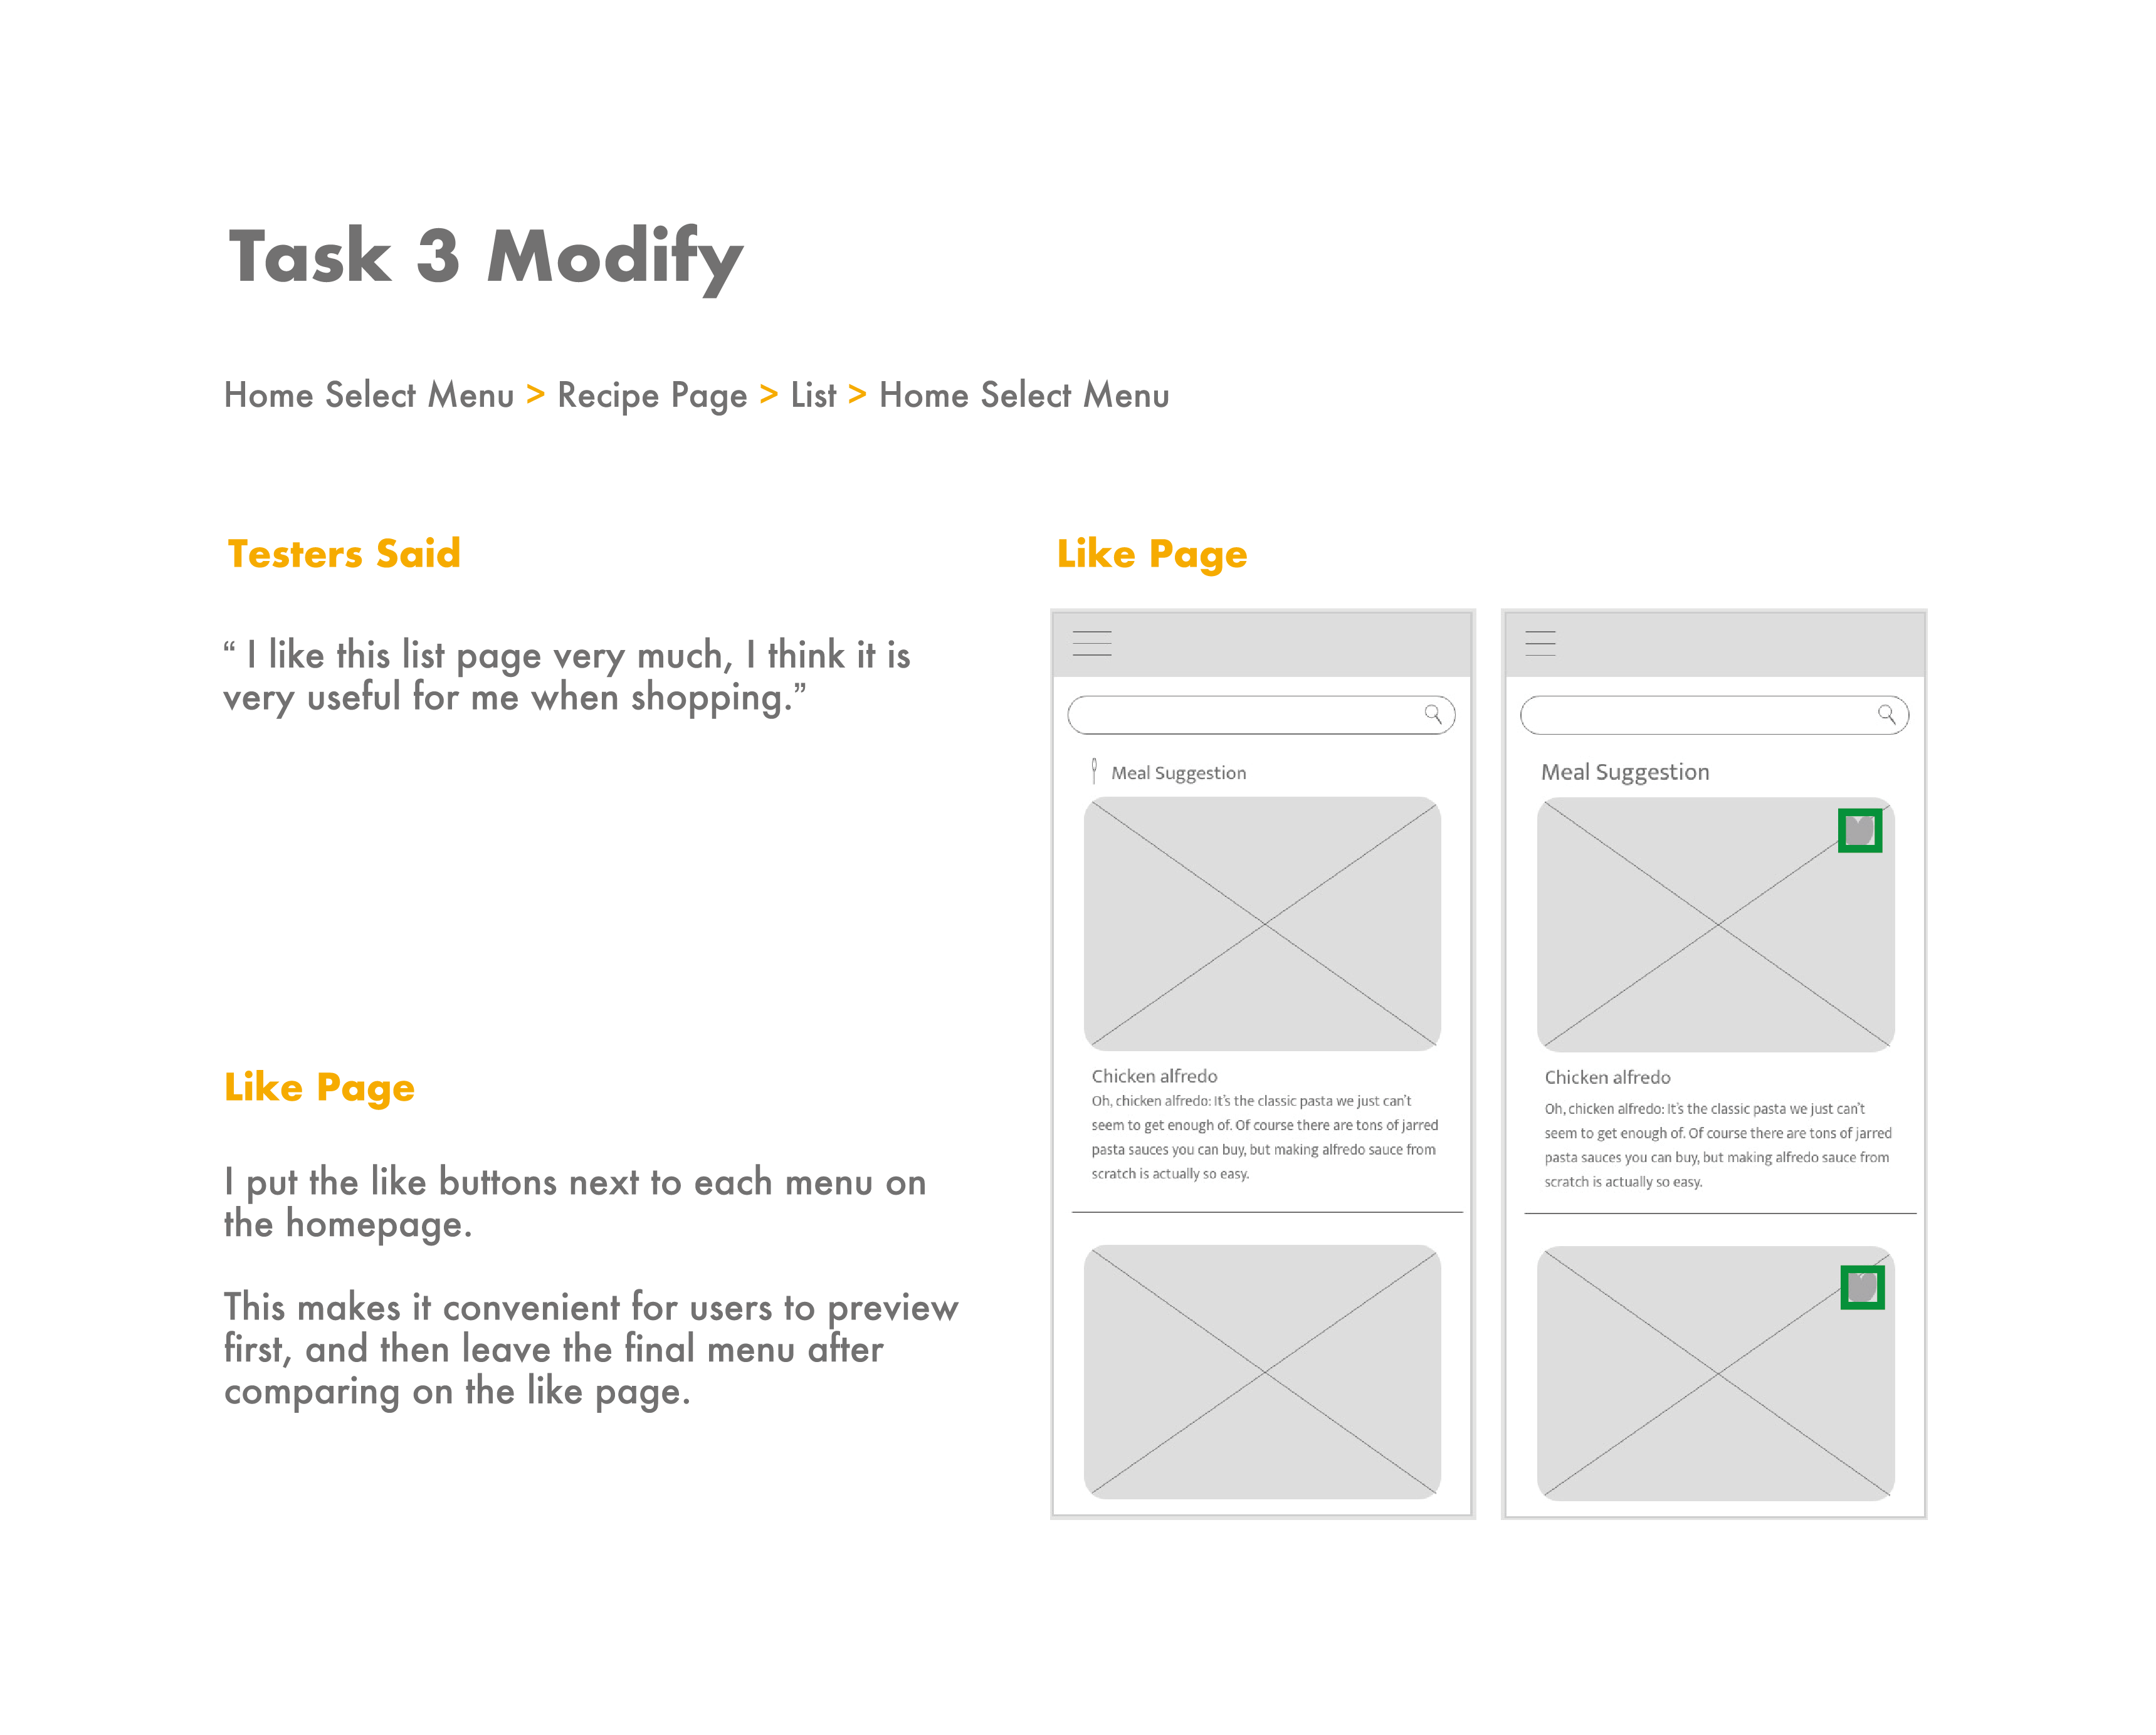 Task 3 Modify
Home Select Menu > Recipe Page > List > Home Select Menu
Testers Said
“ I like this list page very much, I think it is
very useful for me when shopping.”
Like Page
I put the like buttons next to each menu on
the homepage.
This makes it convenient for users to preview
first, and then leave the final menu after
comparing on the like page.
Like Page
Meal Suggestion
Chicken alfredo
Oh, chicken alfredo: It’s the classic pasta we just can’t
seem to get enough of. Of course there are tons of jarred
pasta sauces you can buy, but making alfredo sauce from
scratch is actually so easy.
Meal Suggestion
Chicken alfredo
Oh, chicken alfredo: It’s the classic pasta we just can’t
seem to get enough of. Of course there are tons of jarred
pasta sauces you can buy, but making alfredo sauce from
scratch is actually so easy.